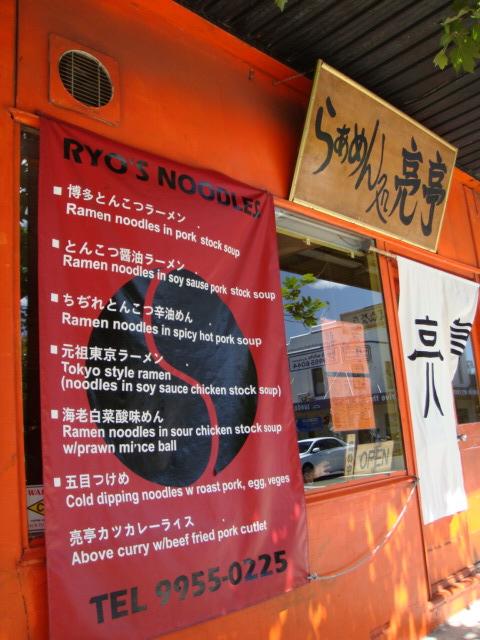 RYO'S NOODLES
■ 博多とんこつラーメン
Ramen noodles in pork stock soup
■ とんこつ醤油ラーメン
Ramen noodles in soy sause pork stock soup
■ ちぢれとんこつ辛油めん
Ramen noodles in spicy hot pork soup
■ 元祖東京ラーメン
Tokyo style ramen
(noodles in soy sauce chicken stock soup)
■ 海老白菜酸味めん
Ramen noodles in sour chicken stock soup
w/prawn mince ball
■ 五目つけめ
Cold dipping noodles w roast pork, egg, veges
亮亭カツカレーライス
Above curry w/beef fried pork cutlet
TEL 9955-0225
らぁめん処 亮亭
亮
OPEN